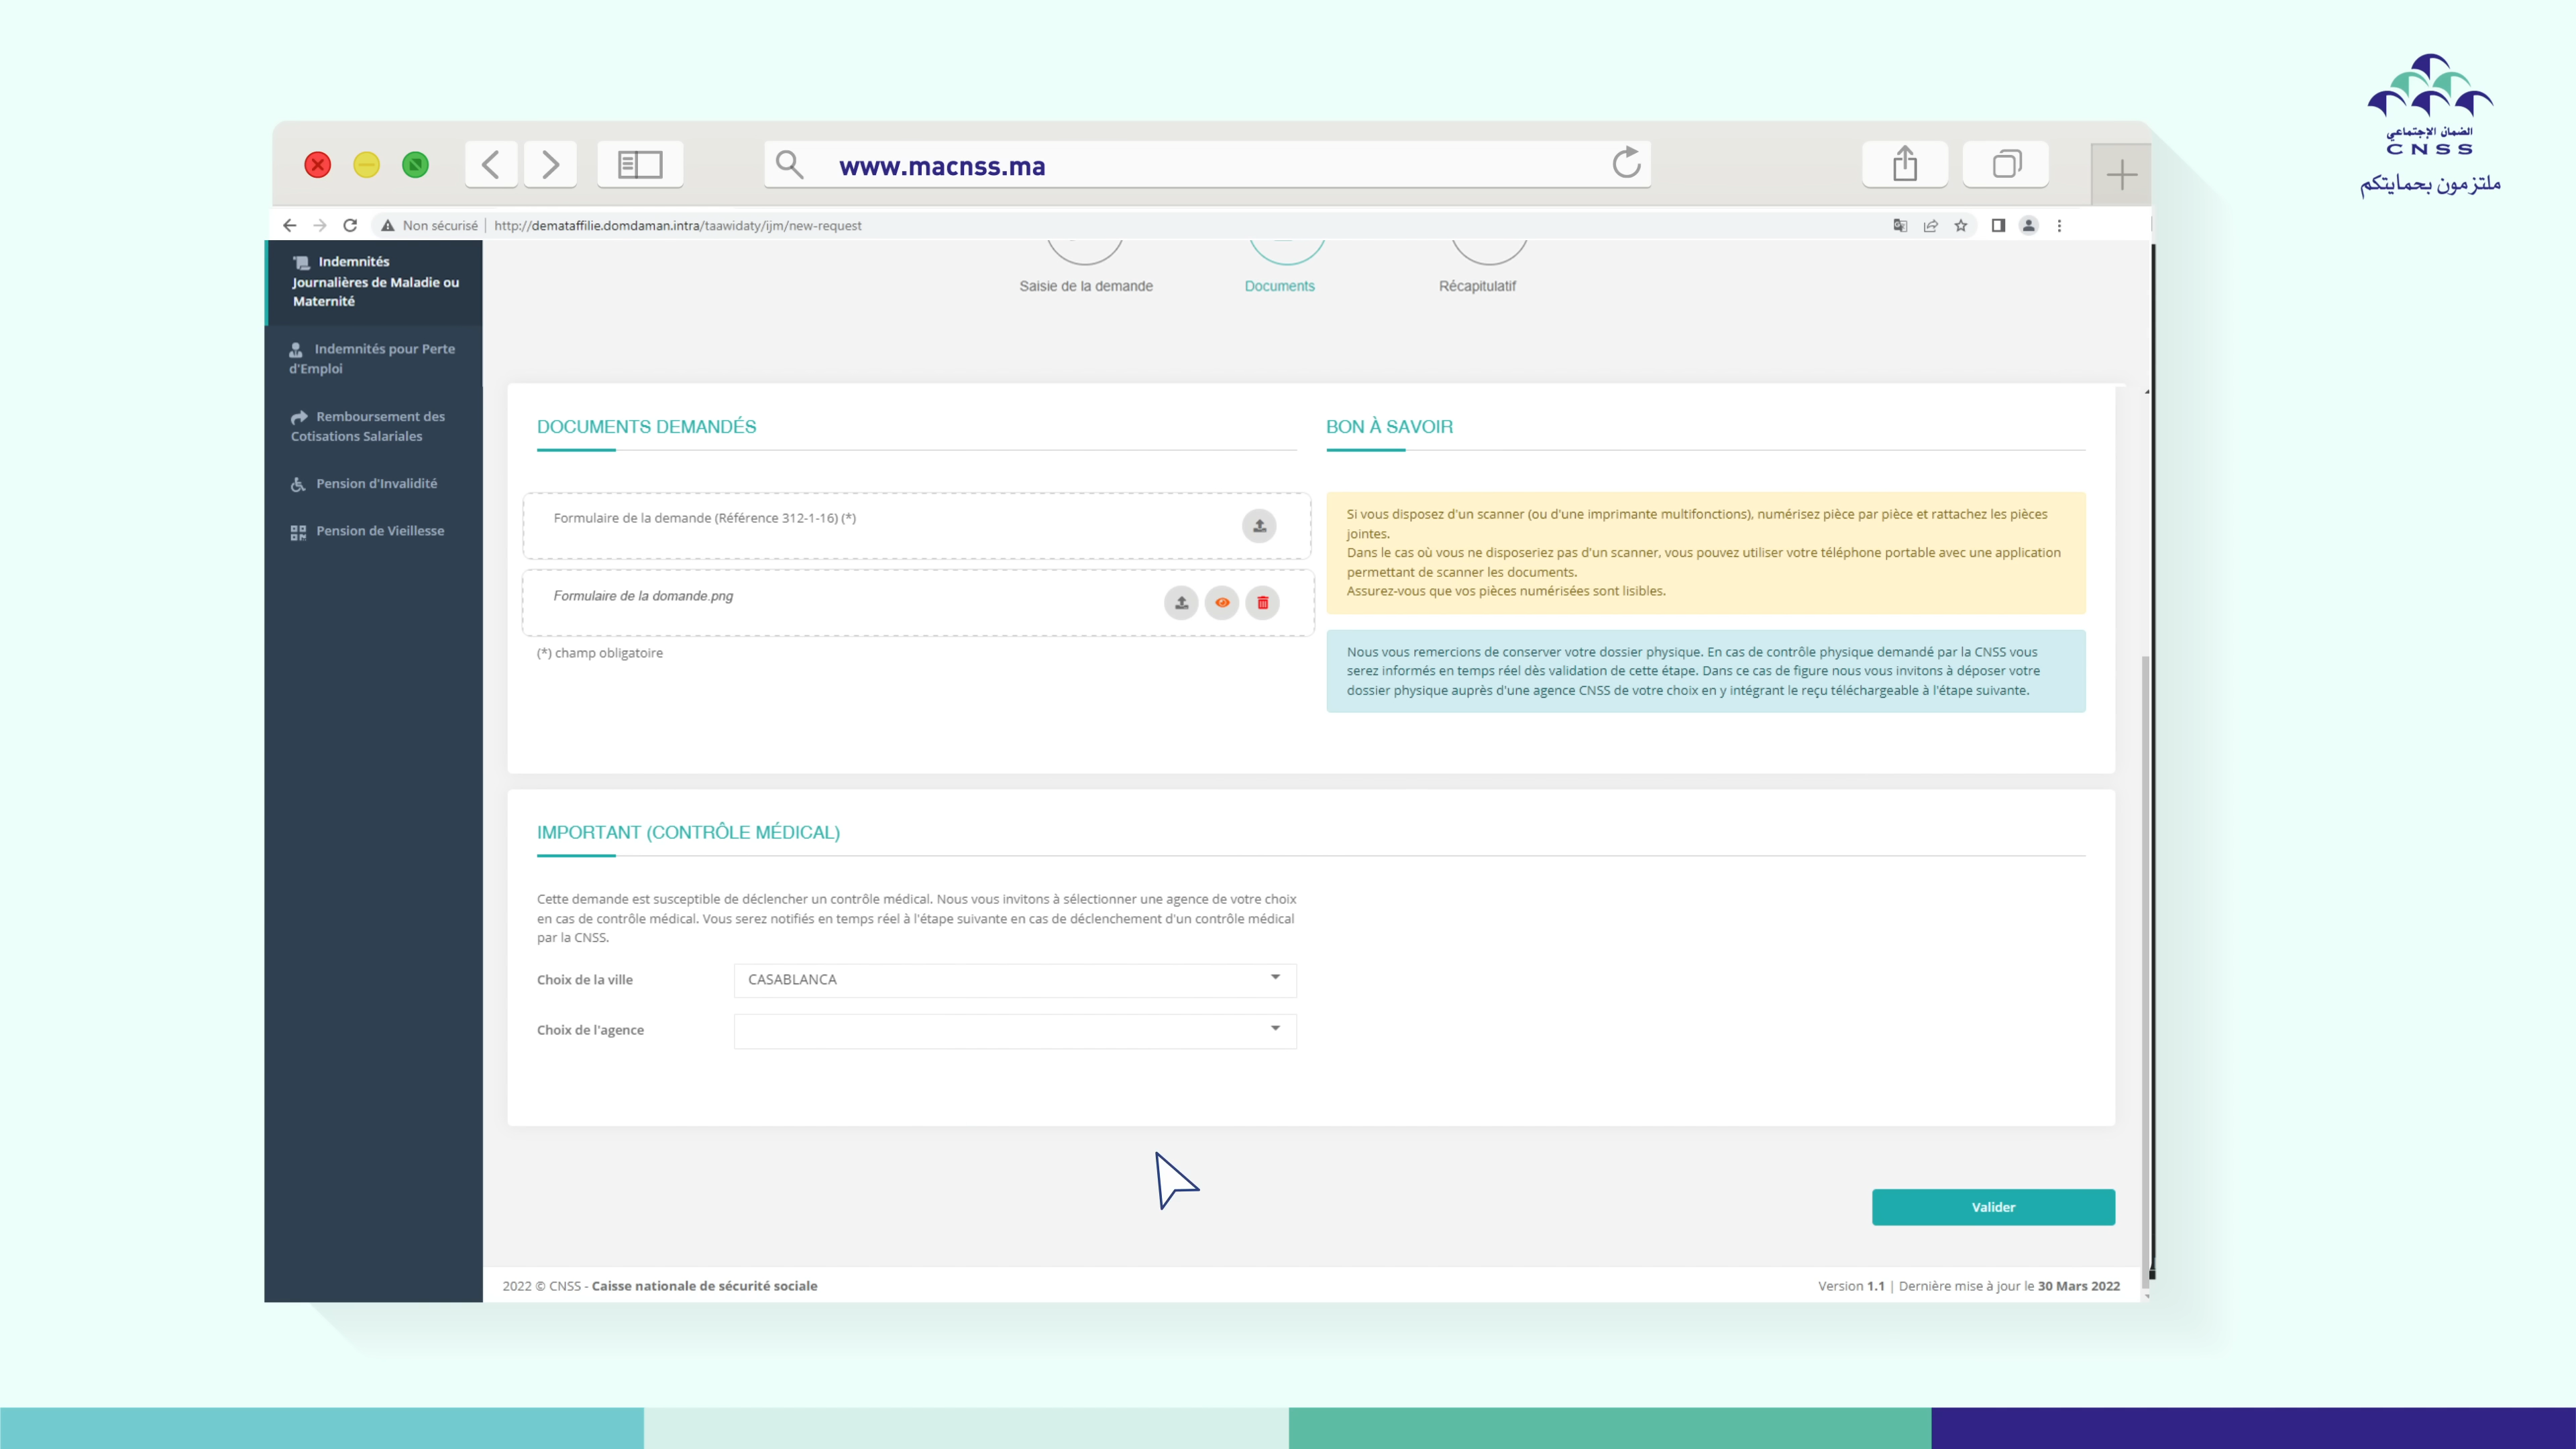 الضمان الإجتماعي
CNSS
ملتزمون بحمايتكم
www.macnss.ma
Non sécurisé | http://demataffilie.domdaman.intra/taawidaty/ijm/new-request
Indemnités
Journalières de Maladie ou
Maternité
Indemnités pour Perte
d'Emploi
Remboursement des
Cotisations Salariales
Pension d'Invalidité
Pension de Vieillesse
Saisie de la demande
Documents
Récapitulatif
DOCUMENTS DEMANDÉS
Formulaire de la demande (Référence 312-1-16) (*)
Formulaire de la domande.png
(*) champ obligatoire
BON À SAVOIR
Si vous disposez d'un scanner (ou d'une imprimante multifonctions), numérisez pièce par pièce et rattachez les pièces
jointes.
Dans le cas où vous ne disposeriez pas d'un scanner, vous pouvez utiliser votre téléphone portable avec une application
permettant de scanner les documents.
Assurez-vous que vos pièces numérisées sont lisibles.
Nous vous remercions de conserver votre dossier physique. En cas de contrôle physique demandé par la CNSS vous
serez informés en temps réel dès validation de cette étape. Dans ce cas de figure nous vous invitons à déposer votre
dossier physique auprès d'une agence CNSS de votre choix en y intégrant le reçu téléchargeable à l'étape suivante.
IMPORTANT (CONTRÔLE MÉDICAL)
Cette demande est susceptible de déclencher un contrôle médical. Nous vous invitons à sélectionner une agence de votre choix
en cas de contrôle médical. Vous serez notifiés en temps réel à l'étape suivante en cas de déclenchement d'un contrôle médical
par la CNSS.
Choix de la ville
CASABLANCA
Choix de l'agence
Valider
2022 © CNSS - Caisse nationale de sécurité sociale
Version 1.1 | Dernière mise à jour le 30 Mars 2022